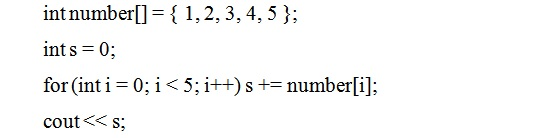 int number[] = { 1, 2, 3, 4, 5 };
int s = 0;
for (int i = 0; i < 5; i++) s += number[i];
cout << s;